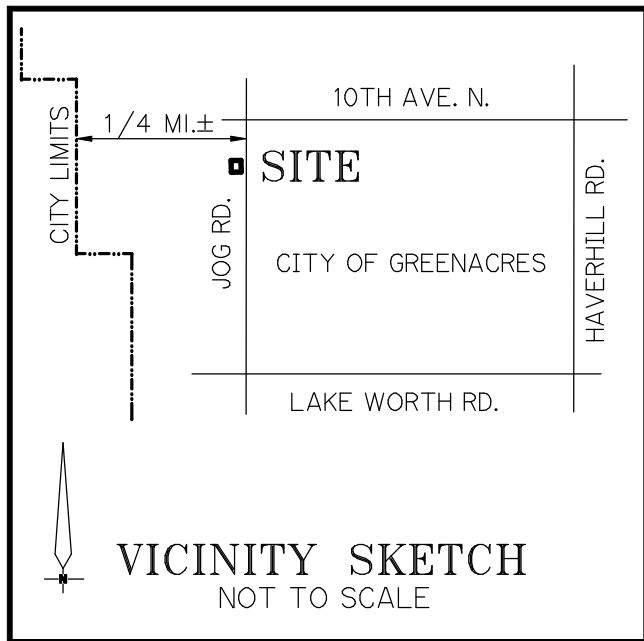 10TH AVE. N.
1/4 MI.±
CITY LIMITS
SITE
JOG RD.
CITY OF GREENACRES
HAVERHILL RD.
LAKE WORTH RD.
N
VICINITY SKETCH
NOT TO SCALE